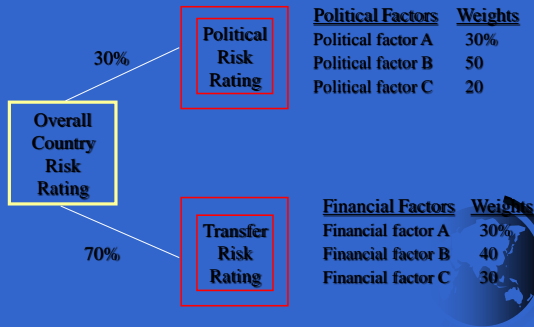 30%
Political
Risk
Rating
Political Factors Weights
Political factor A 30%
Political factor B 50
Political factor C 20
Overall
Country
Risk
Rating
70%
Transfer
Risk
Rating
Financial Factors Weights
Financial factor A 30%
Financial factor B 40
Financial factor C 30